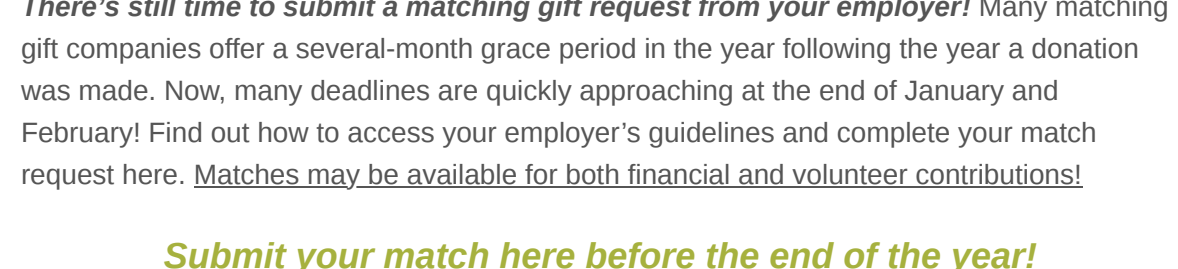 There's still time to submit a matching gift request from your employer! Many matching
gift companies offer a several-month grace period in the year following the year a donation
was made. Now, many deadlines are quickly approaching at the end of January and
February! Find out how to access your employer’s guidelines and complete your match
request here. Matches may be available for both financial and volunteer contributions!
Submit your match here before the end of the year!